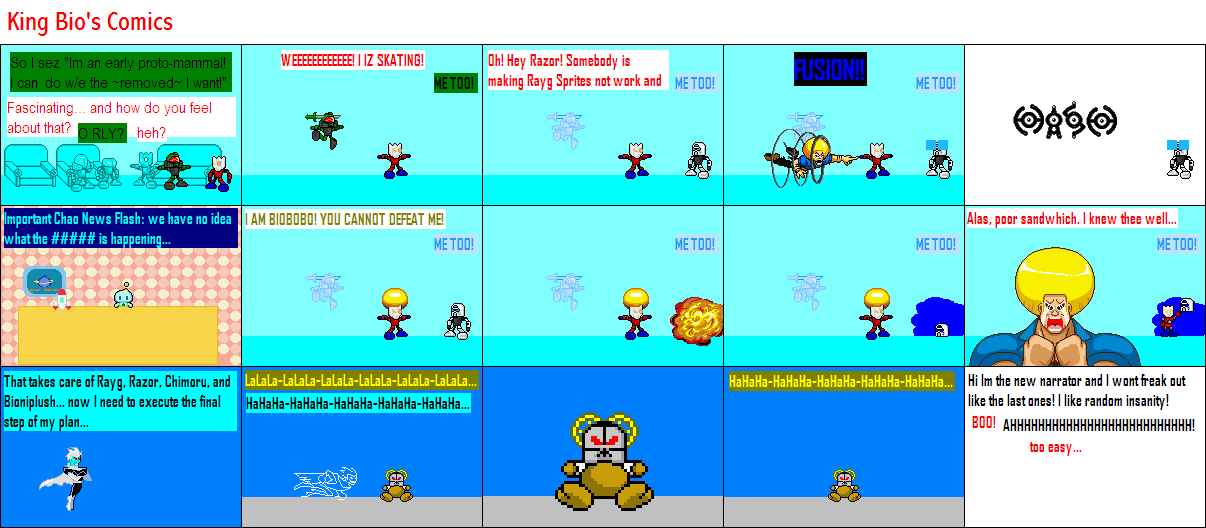 King Bio's Comics
So I sez "Im an early proto-mammal!
I can do w/e the ~removed~ I want!"
Fascinating... and how do you feel
about that?
O RLY?
heh?
WEEEEEEEEEEEE! I IZ SKATING!
ME TOO!
Oh! Hey Razor! Somebody is
making Rayg Sprites not work and
ME TOO!
FUSION!!
ME TOO!
Important Chao News Flash: we have no idea
what the ##### is happening...
I AM BIOBOBO! YOU CANNOT DEFEAT ME!
ME TOO!
ME TOO!
ME TOO!
Alas, poor sandwhich. I knew thee well...
ME TOO!
That takes care of Rayg, Razor, Chimoru, and
Bioniplush... now I need to execute the final
step of my plan...
LaLaLa-LaLaLa-LaLaLa-LaLaLa-LaLaLa-LaLaLa...
HaHaHa-HaHaHa-HaHaHa-HaHaHa-HaHaHa...
HaHaHa-HaHaHa-HaHaHa-HaHaHa-HaHaHa...
Hi Im the new narrator and I wont freak out
like the last ones! I like random insanity!
BOO!
AHHHHHHHHHHHHHHHHHHHHHHHHHH!
too easy...